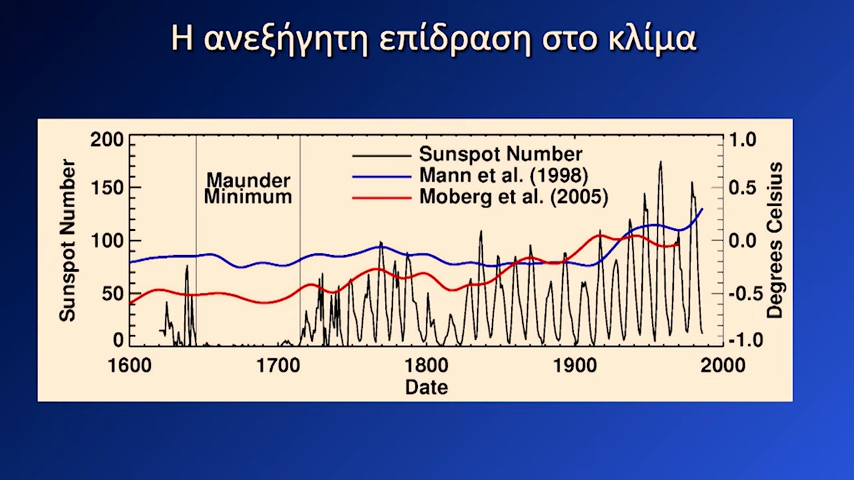 Η ανεξήγητη επίδραση στο κλίμα
200
150
100
50
0
Sunspot Number
Maunder
Minimum
Sunspot Number
Mann et al. (1998)
Moberg et al. (2005)
1.0
0.5
0.0
-0.5
-1.0
Degrees Celsius
1600 1700 1800 1900 2000
Date